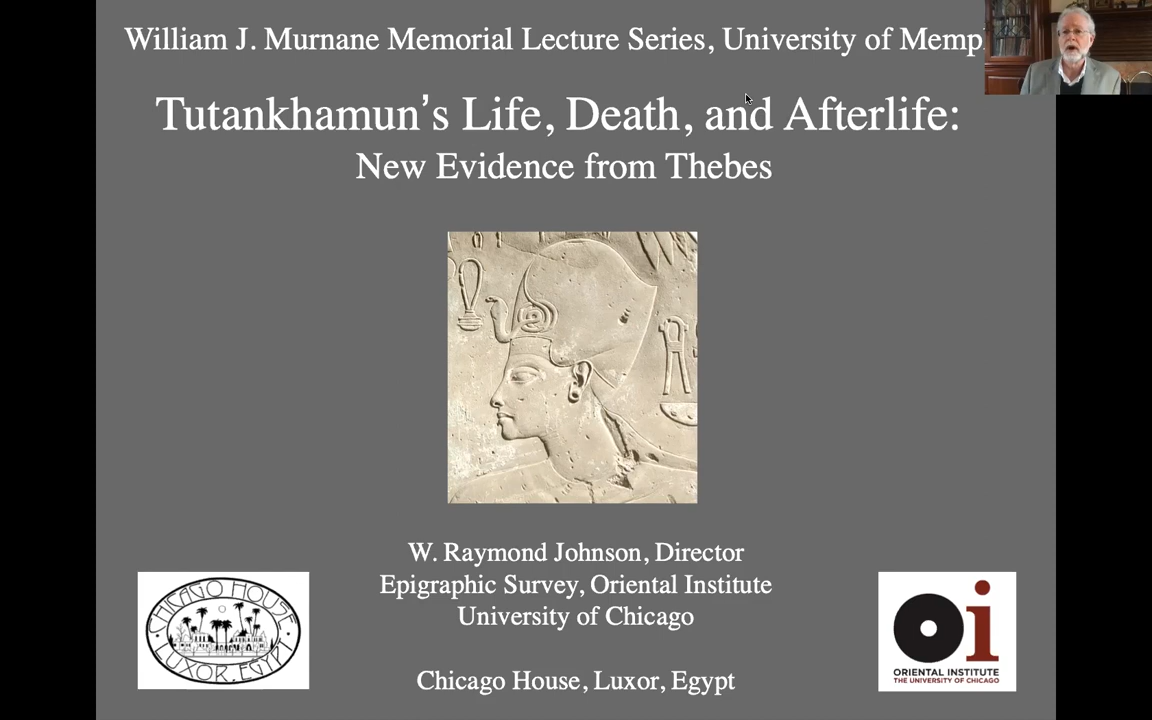 William J. Murnane Memorial Lecture Series, University of Memp
Tutankhamun’s Life, Death, and Afterlife:
New Evidence from Thebes
W. Raymond Johnson, Director
Epigraphic Survey, Oriental Institute
University of Chicago
Chicago House, Luxor, Egypt
CHICAGO HOUSE
LUXOR, EGYPT
oi
ORIENTAL INSTITUTE
THE UNIVERSITY OF CHICAGO